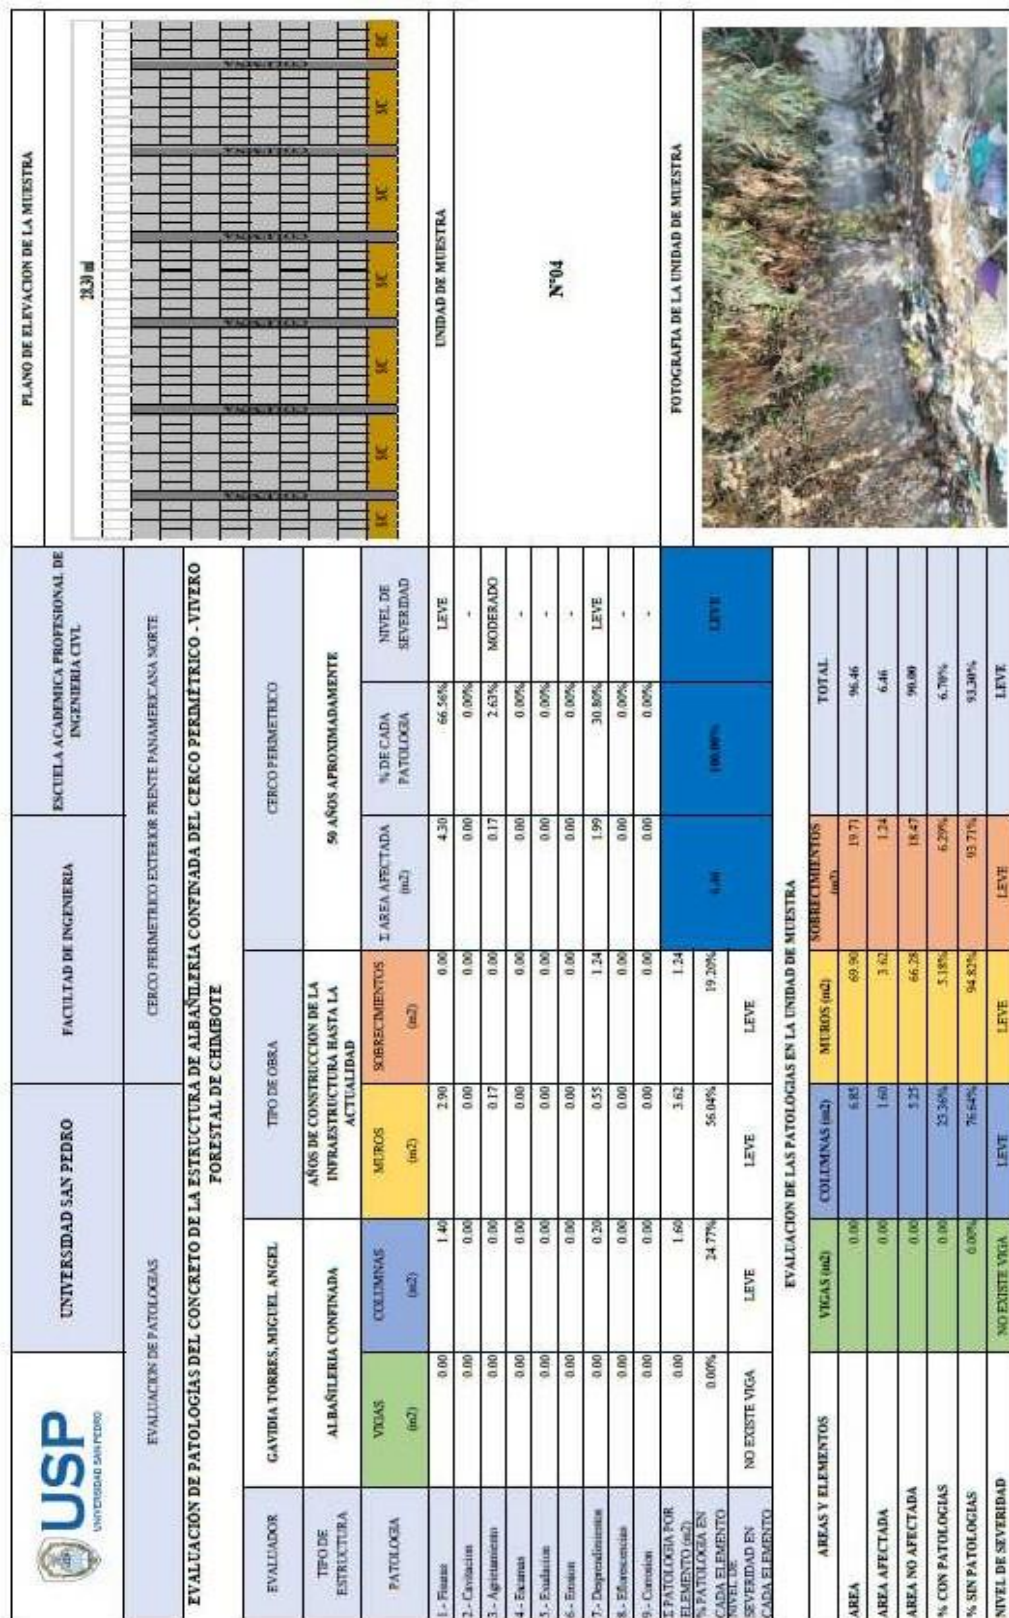 USP
UNIVERSIDAD SAN PEDRO
UNIVERSIDAD SAN PEDRO
FACULTAD DE INGENIERIA
ESCUELA ACADEMICA PROFESIONAL DE INGENIERIA CIVL
EVALUACION DE PATOLOGIAS
CERCO PERIMETRICO EXTERIOR FRENTE PANAMERICANA NORTE
EVALUACIÓN DE PATOLOGÍAS DEL CONCRETO DE LA ESTRUCTURA DE ALBAÑILERIA CONFINADA DEL CERCO PERIMÉTRICO - VIVERO
FORESTAL DE CHIMBOTE
EVALUADOR
GAVIDIA TORRES, MIGUEL ANGEL
TIPO DE OBRA
CERCO PERIMETRICO
TIPO DE ESTRUCTURA
ALBAÑILERIA CONFINADA
AÑOS DE CONSTRUCCION DE LA INFRAESTRUCTURA HASTA LA ACTUALIDAD
50 AÑOS APROXIMADAMENTE
PATOLOGIA
VIGAS (m2)
COLUMNAS (m2)
MUROS (m2)
SOBRECIMIENTOS (m2)
Σ AREA AFECTADA (m2)
% DE CADA PATOLOGIA
NIVEL DE SEVERIDAD
1.- Fisuras 0.00 1.40 2.90 0.00 4.30 66.56% LEVE
2.- Cavitacion 0.00 0.00 0.00 0.00 0.00 0.00% -
3.- Agrietamiento 0.00 0.00 0.17 0.00 0.17 2.63% MODERADO
4.- Escamas 0.00 0.00 0.00 0.00 0.00 0.00% -
5.- Exudacion 0.00 0.00 0.00 0.00 0.00 0.00% -
6.- Erosion 0.00 0.00 0.00 0.00 0.00 0.00% -
7.- Desprendimientos 0.00 0.20 0.55 1.24 1.99 30.80% LEVE
8.- Eflorescencias 0.00 0.00 0.00 0.00 0.00 0.00% -
9.- Corrosion 0.00 0.00 0.00 0.00 0.00 0.00% -
Σ PATOLOGIA POR ELEMENTO (m2) 0.00 1.60 3.62 1.24
% PATOLOGIA EN CADA ELEMENTO 0.00% 24.77% 56.04% 19.20%
6.46 100.00% LEVE
NIVEL DE SEVERIDAD EN CADA ELEMENTO NO EXISTE VIGA LEVE LEVE LEVE
EVALUACION DE LAS PATOLOGIAS EN LA UNIDAD DE MUESTRA
AREAS Y ELEMENTOS VIGAS (m2) COLUMNAS (m2) MUROS (m2) SOBRECIMIENTOS (m2) TOTAL
AREA 0.00 6.85 69.90 19.71 96.46
AREA AFECTADA 0.00 1.60 3.62 1.24 6.46
AREA NO AFECTADA 0.00 5.25 66.28 18.47 90.00
% CON PATOLOGIAS 0.00 23.36% 5.18% 6.29% 6.70%
% SIN PATOLOGIAS 0.00% 76.64% 94.82% 93.71% 93.30%
NIVEL DE SEVERIDAD NO EXISTE VIGA LEVE LEVE LEVE LEVE
PLANO DE ELEVACION DE LA MUESTRA
28.30 ml
COLUMNA COLUMNA COLUMNA COLUMNA COLUMNA COLUMNA
S/C S/C S/C S/C S/C S/C S/C
UNIDAD DE MUESTRA
N°04
FOTOGRAFIA DE LA UNIDAD DE MUESTRA